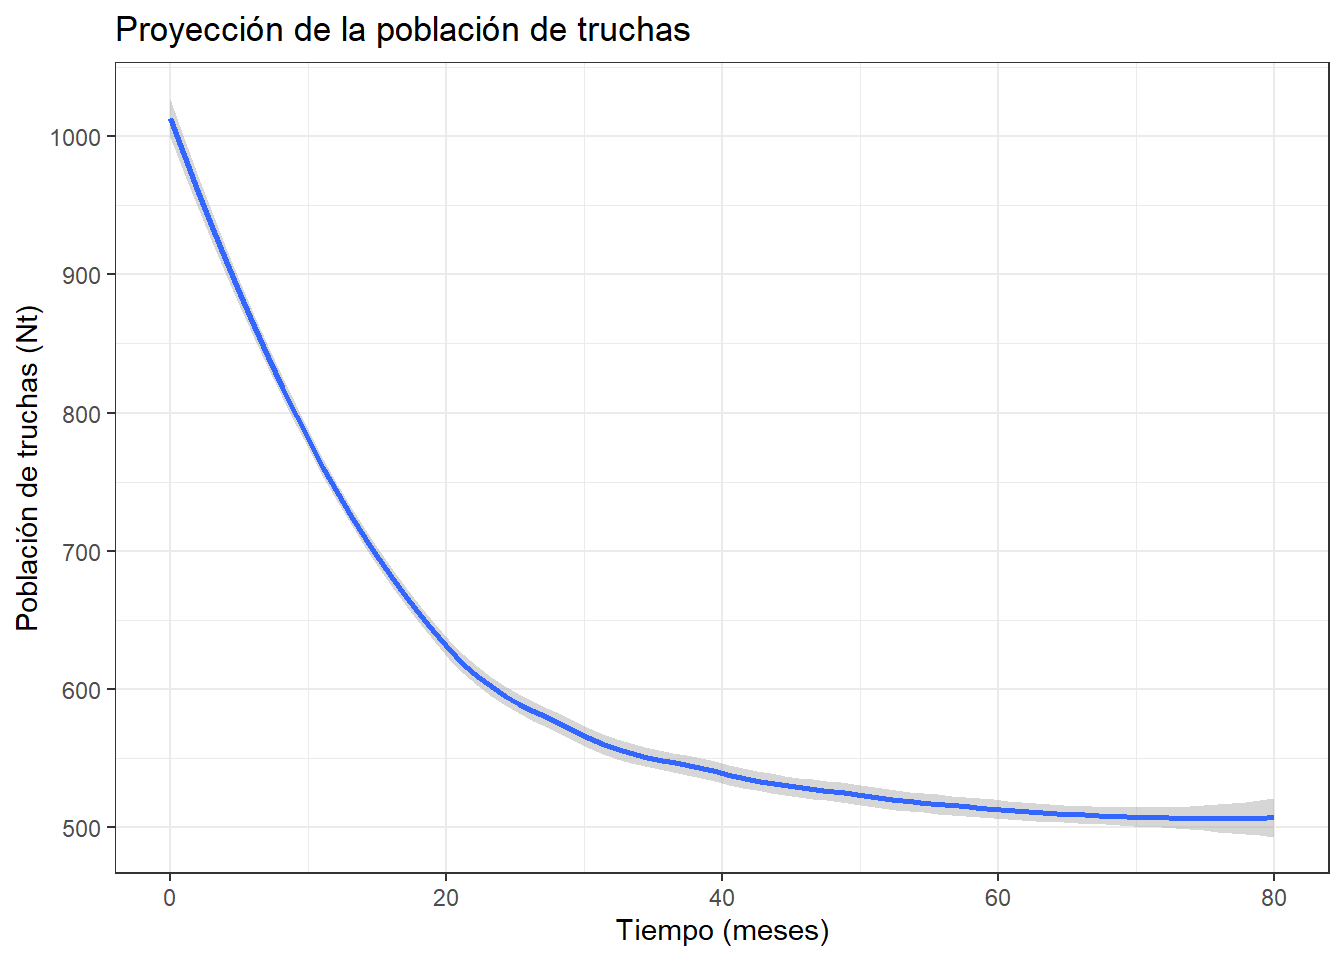 Proyección de la población de truchas
Población de truchas (Nt)
1000
900
800
700
600
500
0 20 40 60 80
Tiempo (meses)